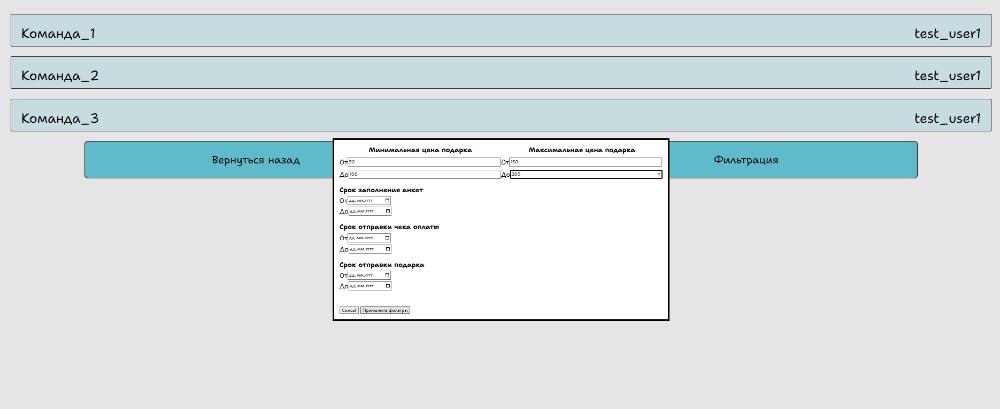 Команда_1 test_user1
Команда_2 test_user1
Команда_3 test_user1
Вернуться назад Фильтрация
Минимальная цена подарка Максимальная цена подарка
От 50 От 150
До 100 До 200
Срок заполнения анкет
От дд.мм.гггг
До дд.мм.гггг
Срок отправки чека оплаты
От дд.мм.гггг
До дд.мм.гггг
Срок отправки подарка
От дд.мм.гггг
До дд.мм.гггг
Cancel Применить фильтры